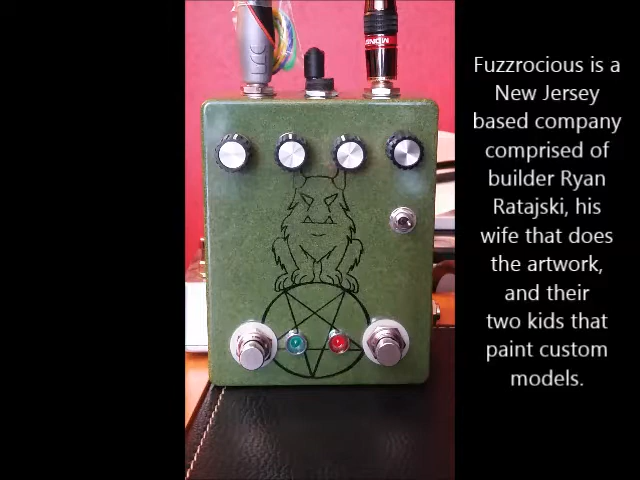 Fuzzrocious is a
New Jersey
based company
comprised of
builder Ryan
Ratajski, his
wife that does
the artwork,
and their
two kids that
paint custom
models.